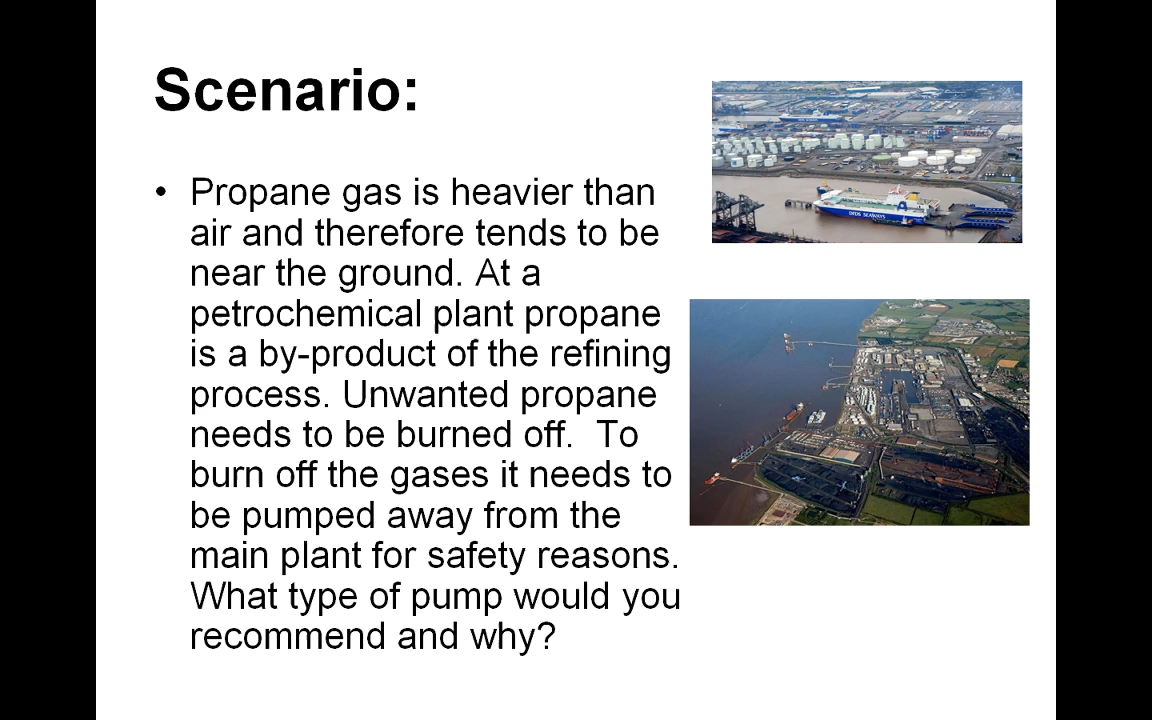 Scenario:
• Propane gas is heavier than
air and therefore tends to be
near the ground. At a
petrochemical plant propane
is a by-product of the refining
process. Unwanted propane
needs to be burned off.  To
burn off the gases it needs to
be pumped away from the
main plant for safety reasons.
What type of pump would you
recommend and why?
DFDS SEAWAYS